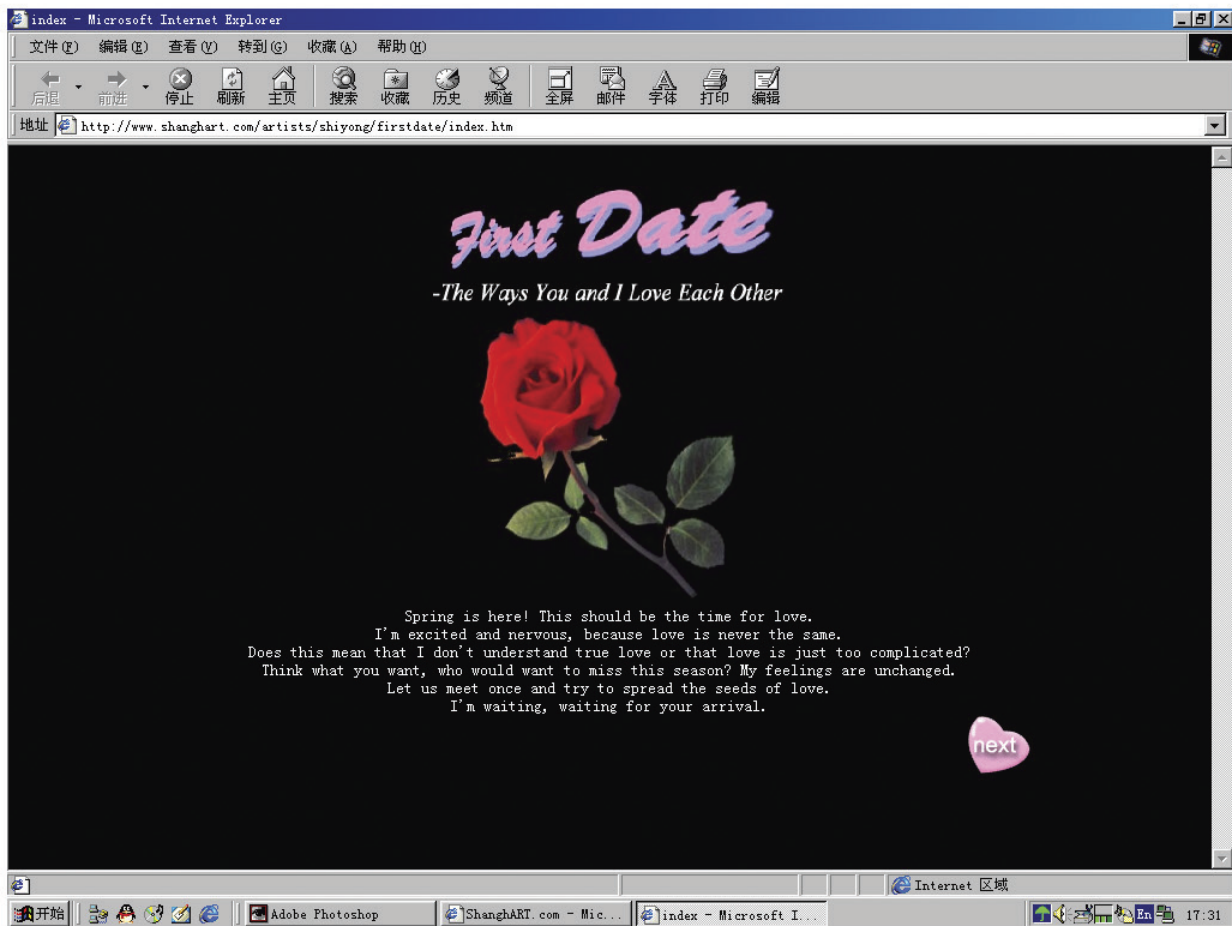 index - Microsoft Internet Explorer
文件(F) 编辑(E) 查看(V) 转到(G) 收藏(A) 帮助(H)
后退 前进 停止 刷新 主页 搜索 收藏 历史 频道 全屏 邮件 字体 打印 编辑
地址 http://www.shanghart.com/artists/shiyong/firstdate/index.htm
First Date
-The Ways You and I Love Each Other
Spring is here! This should be the time for love.
I'm excited and nervous, because love is never the same.
Does this mean that I don't understand true love or that love is just too complicated?
Think what you want, who would want to miss this season? My feelings are unchanged.
Let us meet once and try to spread the seeds of love.
I'm waiting, waiting for your arrival.
next
Internet 区域
开始 Adobe Photoshop ShanghART.com - Mic... index - Microsoft I... En 17:31